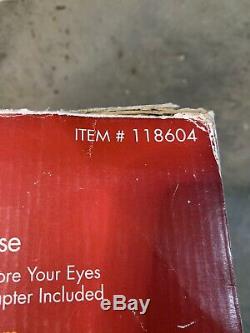 ITEM # 118604
se
ore Your Eyes
pter Included